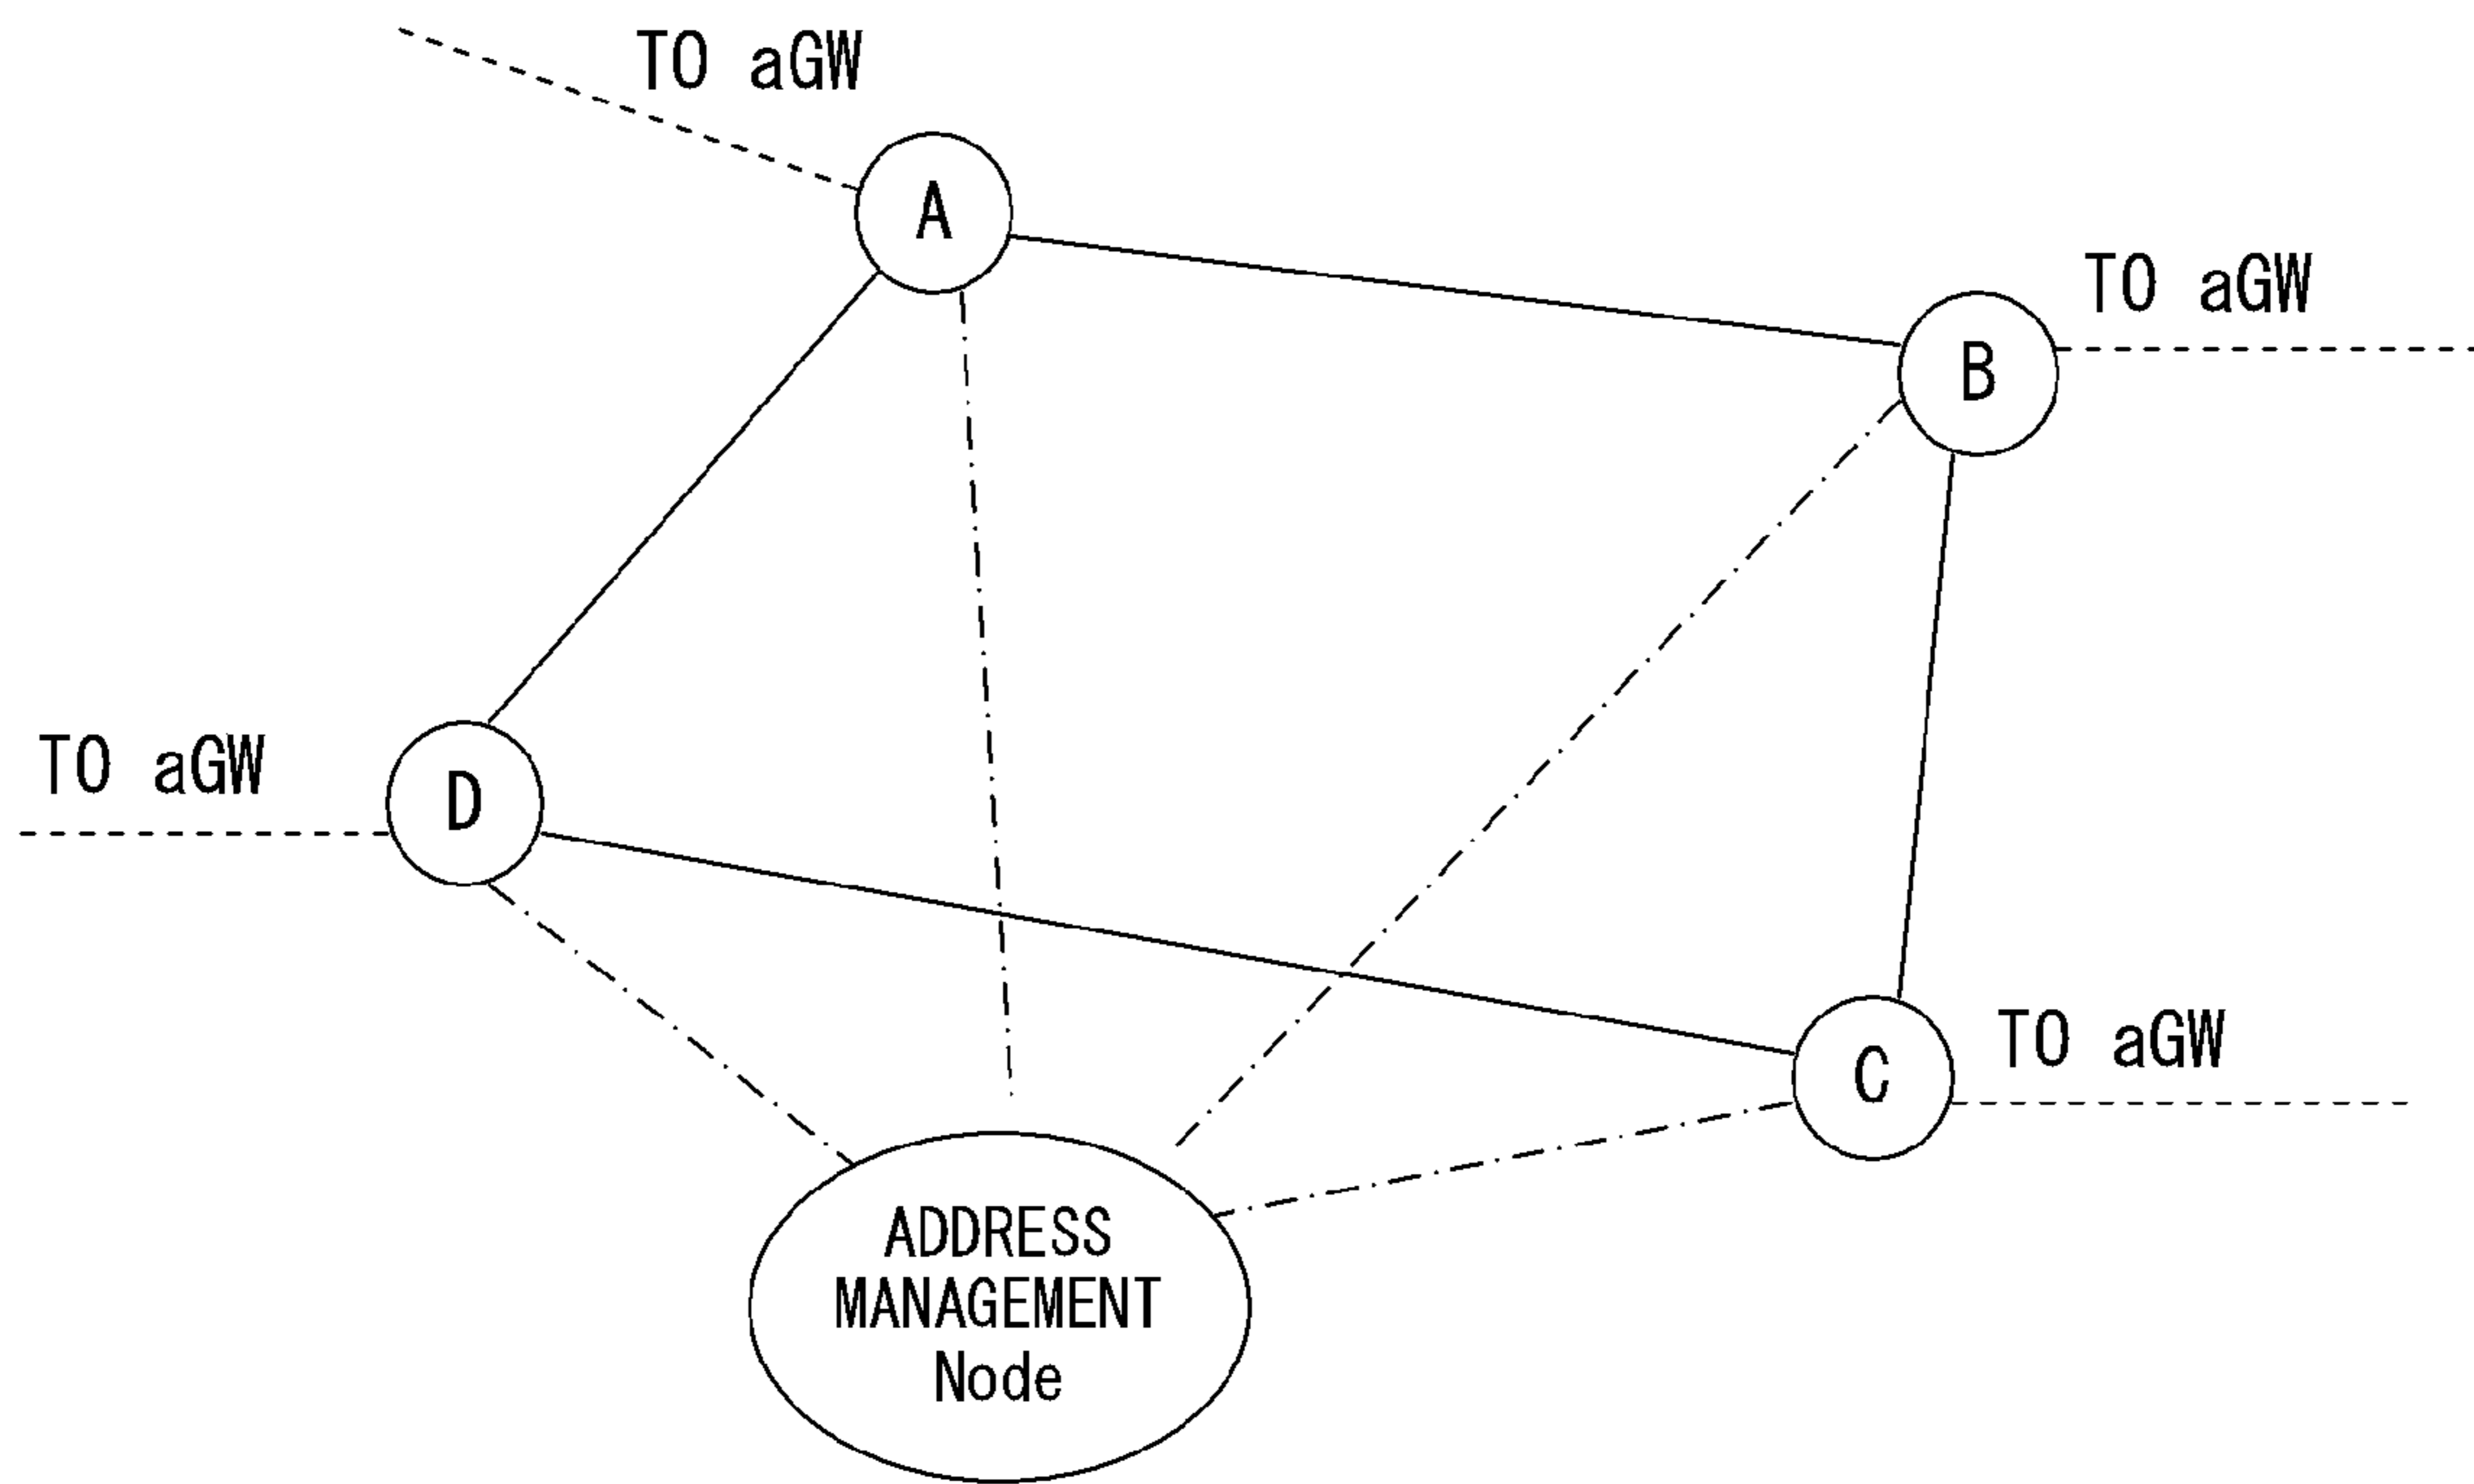 TO aGW
A
TO aGW
B
TO aGW
D
TO aGW
C
ADDRESS
MANAGEMENT
Node